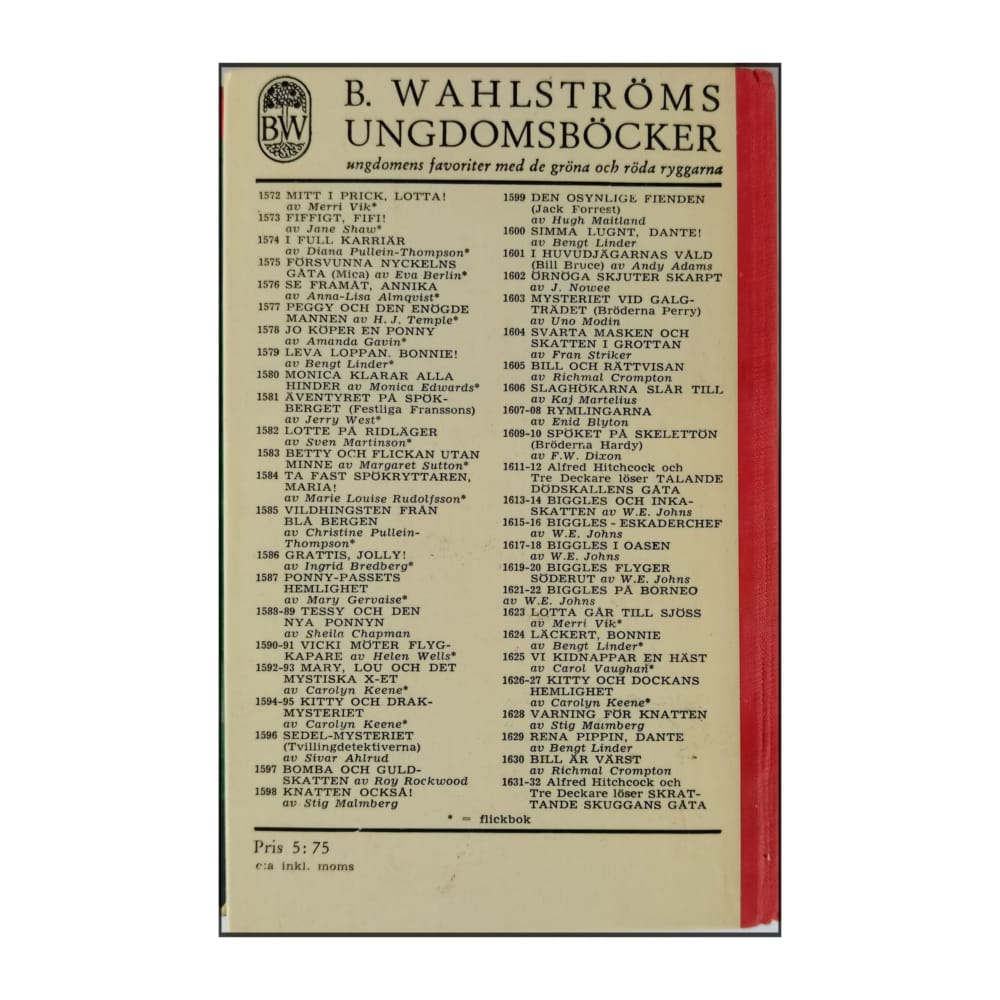 BW
B. WAHLSTRÖMS
UNGDOMSBÖCKER
ungdomens favoriter med de gröna och röda ryggarna
1572 MITT I PRICK, LOTTA!
av Merri Vik*
1573 FIFFIGT, FIFI!
av Jane Shaw*
1574 I FULL KARRIÄR
av Diana Pullein-Thompson*
1575 FÖRSVUNNA NYCKELNS
GÅTA (Mica) av Eva Berlin*
1576 SE FRAMÅT, ANNIKA
av Anna-Lisa Almqvist*
1577 PEGGY OCH DEN ENÖGDE
MANNEN av H. J. Temple*
1578 JO KÖPER EN PONNY
av Amanda Gavin*
1579 LEVA LOPPAN, BONNIE!
av Bengt Linder*
1580 MONICA KLARAR ALLA
HINDER av Monica Edwards*
1581 ÄVENTYRET PÅ SPÖK-
BERGET (Festliga Franssons)
av Jerry West*
1582 LOTTE PÅ RIDLÄGER
av Sven Martinson*
1583 BETTY OCH FLICKAN UTAN
MINNE av Margaret Sutton*
1584 TA FAST SPÖKRYTTAREN,
MARIA!
av Marie Louise Rudolfsson*
1585 VILDHINGSTEN FRÅN
BLÅ BERGEN
av Christine Pullein-
Thompson*
1586 GRATTIS, JOLLY!
av Ingrid Bredberg*
1587 PONNY-PASSETS
HEMLIGHET
av Mary Gervaise*
1588-89 TESSY OCH DEN
NYA PONNYN
av Sheila Chapman
1590-91 VICKI MÖTER FLYG-
KAPARE av Helen Wells*
1592-93 MARY, LOU OCH DET
MYSTISKA X-ET
av Carolyn Keene*
1594-95 KITTY OCH DRAK-
MYSTERIET
av Carolyn Keene*
1596 SEDEL-MYSTERIET
(Tvillingdetektiverna)
av Sivar Ahlrud
1597 BOMBA OCH GULD-
SKATTEN av Roy Rockwood
1598 KNATTEN OCKSÅ!
av Stig Malmberg
1599 DEN OSYNLIGE FIENDEN
(Jack Forrest)
av Hugh Maitland
1600 SIMMA LUGNT, DANTE!
av Bengt Linder
1601 I HUVUDJÄGARNAS VÅLD
(Bill Bruce) av Andy Adams
1602 ÖRNÖGA SKJUTER SKARPT
av J. Nowee
1603 MYSTERIET VID GALG-
TRÄDET (Bröderna Perry)
av Uno Modin
1604 SVARTA MASKEN OCH
SKATTEN I GROTTAN
av Fran Striker
1605 BILL OCH RÄTTVISAN
av Richmal Crompton
1606 SLAGHÖKARNA SLÅR TILL
av Kaj Martelius
1607-08 RYMLINGARNA
av Enid Blyton
1609-10 SPÖKET PÅ SKELETTÖN
(Bröderna Hardy)
av F.W. Dixon
1611-12 Alfred Hitchcock och
Tre Deckare löser TALANDE
DÖDSKALLENS GÅTA
1613-14 BIGGLES OCH INKA-
SKATTEN av W.E. Johns
1615-16 BIGGLES - ESKADERCHEF
av W.E. Johns
1617-18 BIGGLES I OASEN
av W.E. Johns
1619-20 BIGGLES FLYGER
SÖDERUT av W.E. Johns
1621-22 BIGGLES PÅ BORNEO
av W.E. Johns
1623 LOTTA GÅR TILL SJÖSS
av Merri Vik*
1624 LÄCKERT, BONNIE
av Bengt Linder*
1625 VI KIDNAPPAR EN HÄST
av Carol Vaughan*
1626-27 KITTY OCH DOCKANS
HEMLIGHET
av Carolyn Keene*
1628 VARNING FÖR KNATTEN
av Stig Malmberg
1629 RENA PIPPIN, DANTE
av Bengt Linder
1630 BILL ÄR VÄRST
av Richmal Crompton
1631-32 Alfred Hitchcock och
Tre Deckare löser SKRAT-
TANDE SKUGGANS GÅTA
* = flickbok
Pris 5:75
c:a inkl. moms